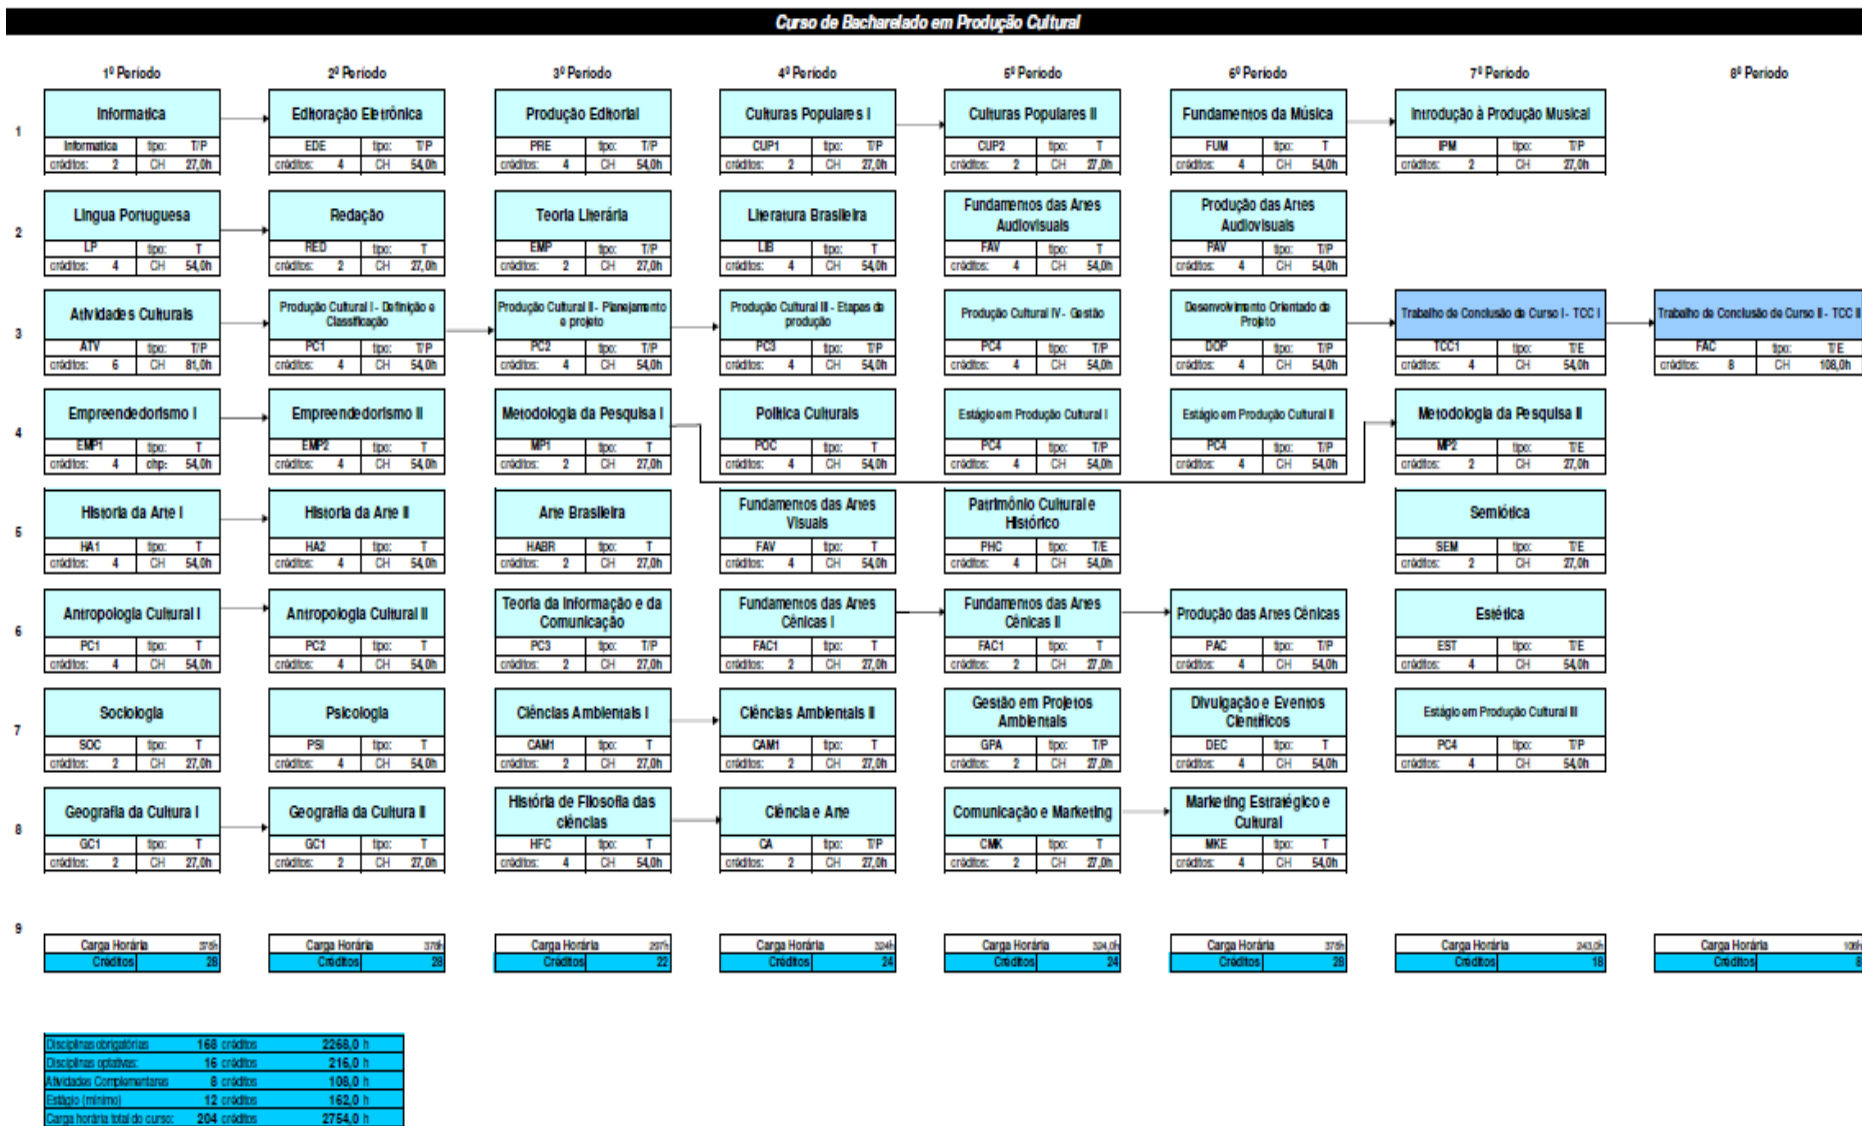 Curso de Bacharelado em Produção Cultural
1º Período 2º Período 3º Período 4º Período 5º Período 6º Período 7º Período 8º Período
1
Informatica
Informatica tipo: T/P
créditos: 2 CH 27,0h
Editoração Eletrônica
EDE tipo: T/P
créditos: 4 CH 54,0h
Produção Editorial
PRE tipo: T/P
créditos: 4 CH 54,0h
Culturas Populares I
CUP1 tipo: T/P
créditos: 2 CH 27,0h
Culturas Populares II
CUP2 tipo: T
créditos: 2 CH 27,0h
Fundamentos da Música
FUM tipo: T
créditos: 4 CH 54,0h
Introdução à Produção Musical
IPM tipo: T/P
créditos: 2 CH 27,0h
2
Língua Portuguesa
LP tipo: T
créditos: 4 CH 54,0h
Redação
RED tipo: T
créditos: 2 CH 27,0h
Teoria Literária
EMP tipo: T/P
créditos: 2 CH 27,0h
Literatura Brasileira
LIB tipo: T
créditos: 4 CH 54,0h
Fundamentos das Artes
Audiovisuais
FAV tipo: T
créditos: 4 CH 54,0h
Produção das Artes
Audiovisuais
PAV tipo: T/P
créditos: 4 CH 54,0h
3
Atividades Culturais
ATV tipo: T/P
créditos: 6 CH 81,0h
Produção Cultural I - Definição e
Classificação
PC1 tipo: T/P
créditos: 4 CH 54,0h
Produção Cultural II - Planejamento
e projeto
PC2 tipo: T/P
créditos: 4 CH 54,0h
Produção Cultural III - Etapas de
produção
PC3 tipo: T/P
créditos: 4 CH 54,0h
Produção Cultural IV - Gestão
PC4 tipo: T/P
créditos: 4 CH 54,0h
Desenvolvimento Orientado de
Projeto
DOP tipo: T/P
créditos: 4 CH 54,0h
Trabalho de Conclusão de Curso I - TCC I
TCC1 tipo: T/E
créditos: 4 CH 54,0h
Trabalho de Conclusão de Curso II - TCC II
FAC tipo: T/E
créditos: 8 CH 108,0h
4
Empreendedorismo I
EMP1 tipo: T
créditos: 4 chp: 54,0h
Empreendedorismo II
EMP2 tipo: T
créditos: 4 CH 54,0h
Metodologia da Pesquisa I
MP1 tipo: T
créditos: 2 CH 27,0h
Política Culturais
POC tipo: T
créditos: 4 CH 54,0h
Estágio em Produção Cultural I
PC4 tipo: T/P
créditos: 4 CH 54,0h
Estágio em Produção Cultural II
PC4 tipo: T/P
créditos: 4 CH 54,0h
Metodologia da Pesquisa II
MP2 tipo: T/E
créditos: 2 CH 27,0h
5
História da Arte I
HA1 tipo: T
créditos: 4 CH 54,0h
História da Arte II
HA2 tipo: T
créditos: 4 CH 54,0h
Arte Brasileira
HABR tipo: T
créditos: 2 CH 27,0h
Fundamentos das Artes
Visuais
FAV tipo: T
créditos: 4 CH 54,0h
Patrimônio Cultural e
Histórico
PHC tipo: T/E
créditos: 4 CH 54,0h
Semiótica
SEM tipo: T/E
créditos: 2 CH 27,0h
6
Antropologia Cultural I
PC1 tipo: T
créditos: 4 CH 54,0h
Antropologia Cultural II
PC2 tipo: T
créditos: 4 CH 54,0h
Teoria da Informação e da
Comunicação
PC3 tipo: T/P
créditos: 2 CH 27,0h
Fundamentos das Artes
Cênicas I
FAC1 tipo: T
créditos: 2 CH 27,0h
Fundamentos das Artes
Cênicas II
FAC1 tipo: T
créditos: 2 CH 27,0h
Produção das Artes Cênicas
PAC tipo: T/P
créditos: 4 CH 54,0h
Estética
EST tipo: T/E
créditos: 4 CH 54,0h
7
Sociologia
SOC tipo: T
créditos: 2 CH 27,0h
Psicologia
PSI tipo: T
créditos: 4 CH 54,0h
Ciências Ambientais I
CAM1 tipo: T
créditos: 2 CH 27,0h
Ciências Ambientais II
CAM1 tipo: T
créditos: 2 CH 27,0h
Gestão em Projetos
Ambientais
GPA tipo: T/P
créditos: 2 CH 27,0h
Divulgação e Eventos
Científicos
DEC tipo: T
créditos: 4 CH 54,0h
Estágio em Produção Cultural III
PC4 tipo: T/P
créditos: 4 CH 54,0h
8
Geografia da Cultura I
GC1 tipo: T
créditos: 2 CH 27,0h
Geografia da Cultura II
GC1 tipo: T
créditos: 2 CH 27,0h
História de Filosofia das
ciências
HFC tipo: T
créditos: 4 CH 54,0h
Ciência e Arte
CA tipo: T/P
créditos: 2 CH 27,0h
Comunicação e Marketing
CMK tipo: T
créditos: 2 CH 27,0h
Marketing Estratégico e
Cultural
MKE tipo: T
créditos: 4 CH 54,0h
9
Carga Horária 378h
Créditos 28
Carga Horária 378h
Créditos 28
Carga Horária 297h
Créditos 22
Carga Horária 324h
Créditos 24
Carga Horária 324,0h
Créditos 24
Carga Horária 378h
Créditos 28
Carga Horária 243,0h
Créditos 18
Carga Horária 108h
Créditos 8
Disciplinas obrigatórias 168 créditos 2268,0 h
Disciplinas optativas: 16 créditos 216,0 h
Atividades Complementares 8 créditos 108,0 h
Estágio (mínimo) 12 créditos 162,0 h
Carga horária total do curso: 204 créditos 2754,0 h